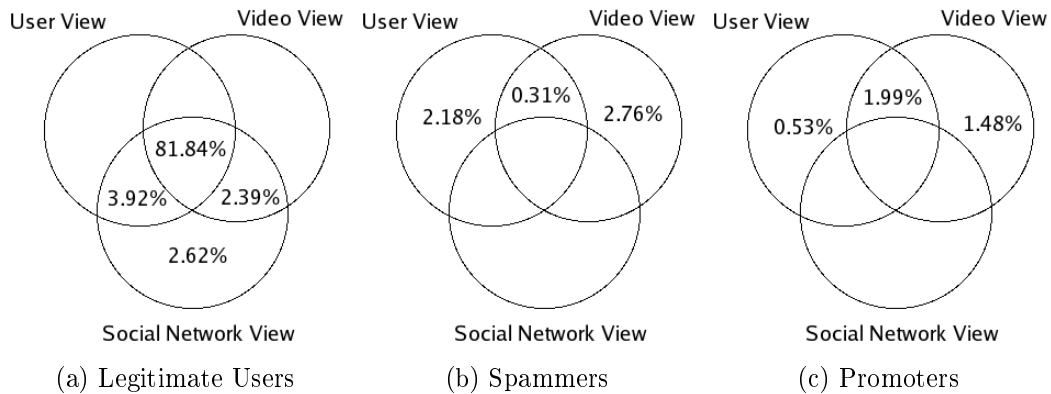 User View
Video View
81.84%
3.92%
2.39%
2.62%
Social Network View
(a) Legitimate Users
User View
Video View
0.31%
2.18%
2.76%
Social Network View
(b) Spammers
User View
Video View
1.99%
0.53%
1.48%
Social Network View
(c) Promoters